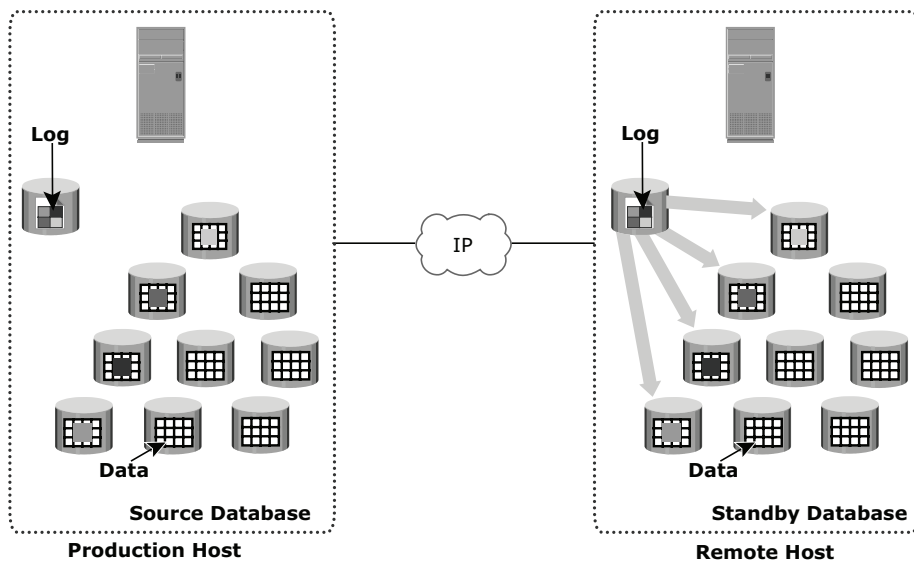 Log
Log
IP
Data
Data
Source Database
Standby Database
Production Host
Remote Host